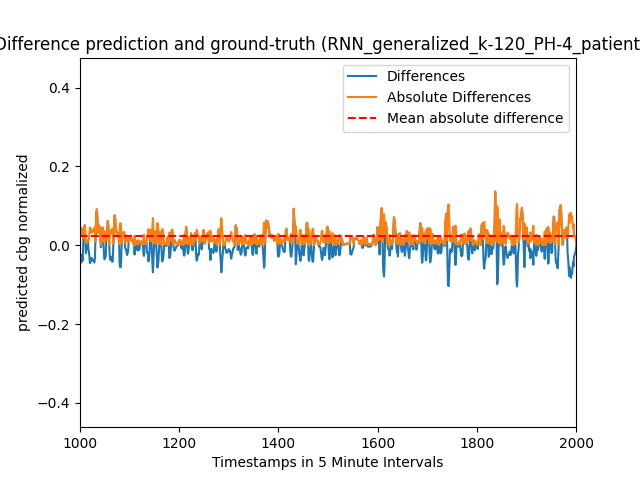 Difference prediction and ground-truth (RNN_generalized_k-120_PH-4_patient
Differences
Absolute Differences
Mean absolute difference
predicted cbg normalized
0.4
0.2
0.0
−0.2
−0.4
1000 1200 1400 1600 1800 2000
Timestamps in 5 Minute Intervals